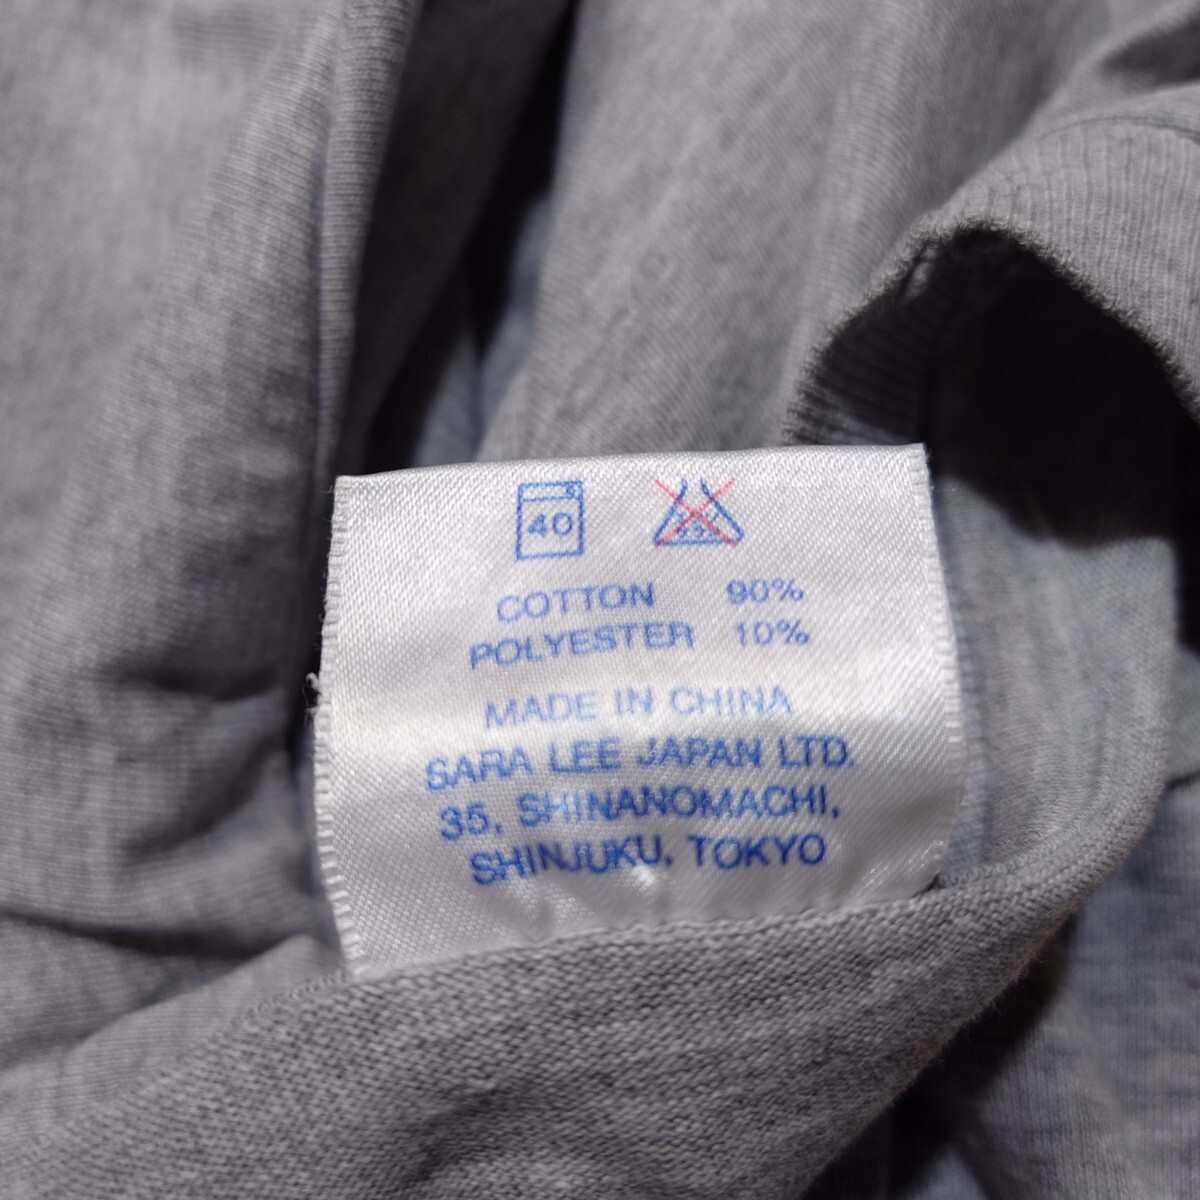 40
COTTON 90%
POLYESTER 10%
MADE IN CHINA
SARA LEE JAPAN LTD.
35, SHINANOMACHI,
SHINJUKU, TOKYO